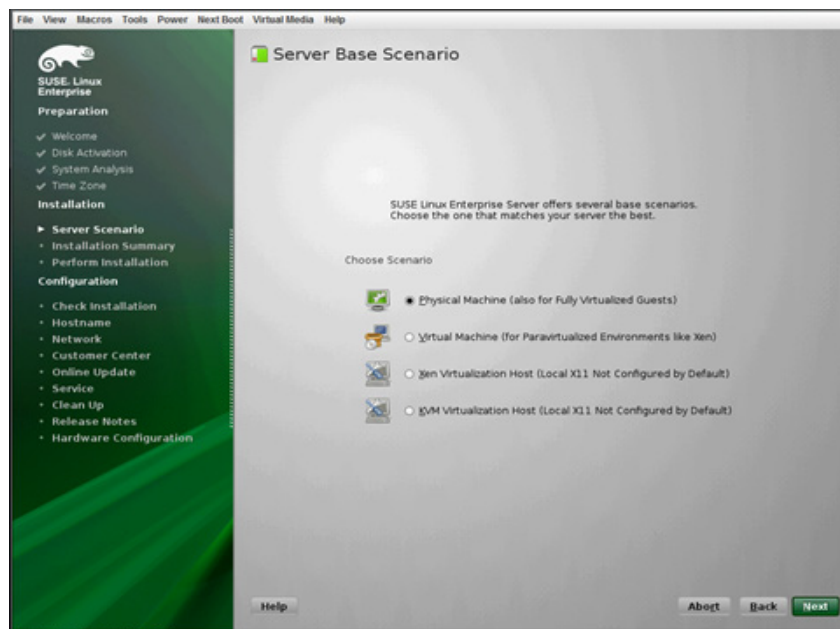 File View Macros Tools Power Next Boot Virtual Media Help
SUSE. Linux
Enterprise
Preparation
Welcome
Disk Activation
System Analysis
Time Zone
Installation
Server Scenario
Installation Summary
Perform Installation
Configuration
Check Installation
Hostname
Network
Customer Center
Online Update
Service
Clean Up
Release Notes
Hardware Configuration
Server Base Scenario
SUSE Linux Enterprise Server offers several base scenarios.
Choose the one that matches your server the best.
Choose Scenario
Physical Machine (also for Fully Virtualized Guests)
Virtual Machine (for Paravirtualized Environments like Xen)
Xen Virtualization Host (Local X11 Not Configured by Default)
KVM Virtualization Host (Local X11 Not Configured by Default)
Help Abort Back Next